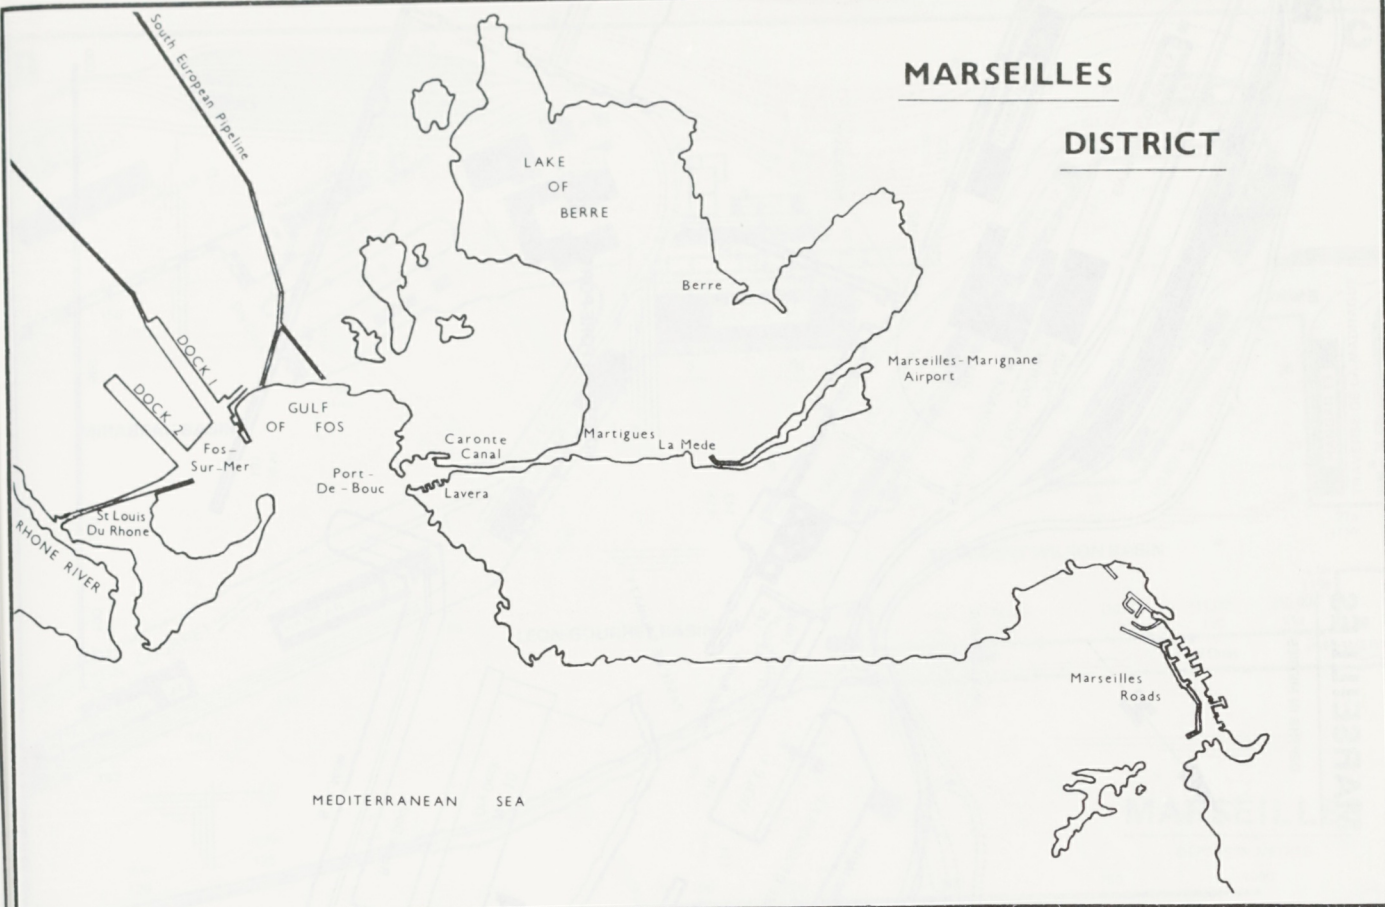 MARSEILLES
DISTRICT
South European Pipeline
LAKE
OF
BERRE
Berre
DOCK 1
DOCK 2
Marseilles-Marignane
Airport
GULF
OF FOS
Fos-
Sur-Mer
Caronte
Canal
Martigues
La Mede
Port-
De-Bouc
Lavera
St Louis
Du Rhone
RHONE RIVER
Marseilles
Roads
MEDITERRANEAN SEA